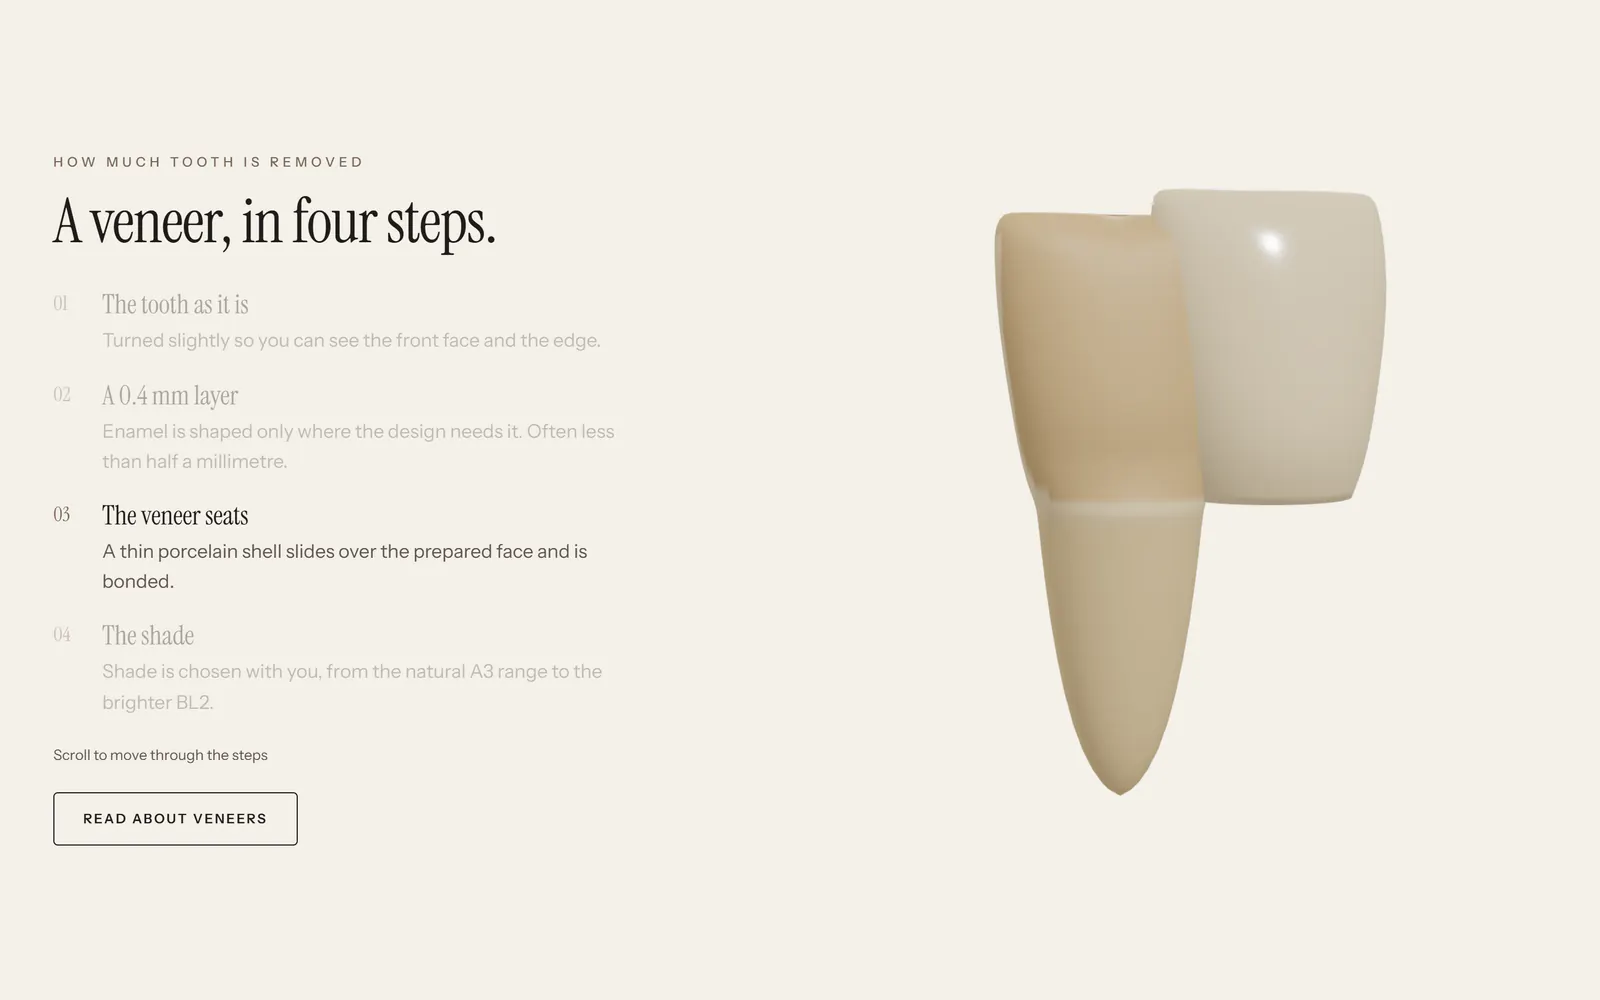 HOW MUCH TOOTH IS REMOVED
A veneer, in four steps.
01 The tooth as it is
Turned slightly so you can see the front face and the edge.
02 A 0.4 mm layer
Enamel is shaped only where the design needs it. Often less
than half a millimetre.
03 The veneer seats
A thin porcelain shell slides over the prepared face and is
bonded.
04 The shade
Shade is chosen with you, from the natural A3 range to the
brighter BL2.
Scroll to move through the steps
READ ABOUT VENEERS